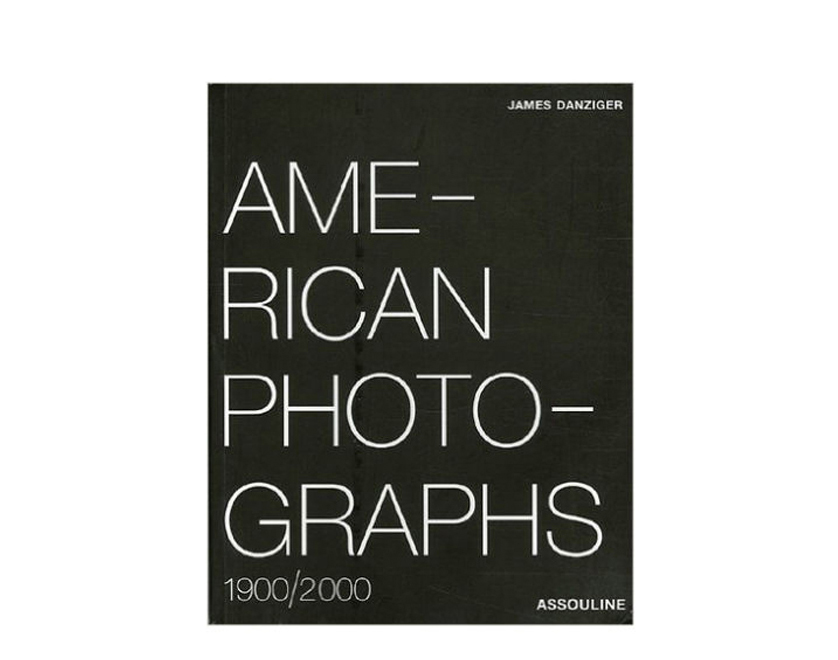 JAMES DANZIGER
AME–
RICAN
PHOTO–
GRAPHS
1900/2000
ASSOULINE